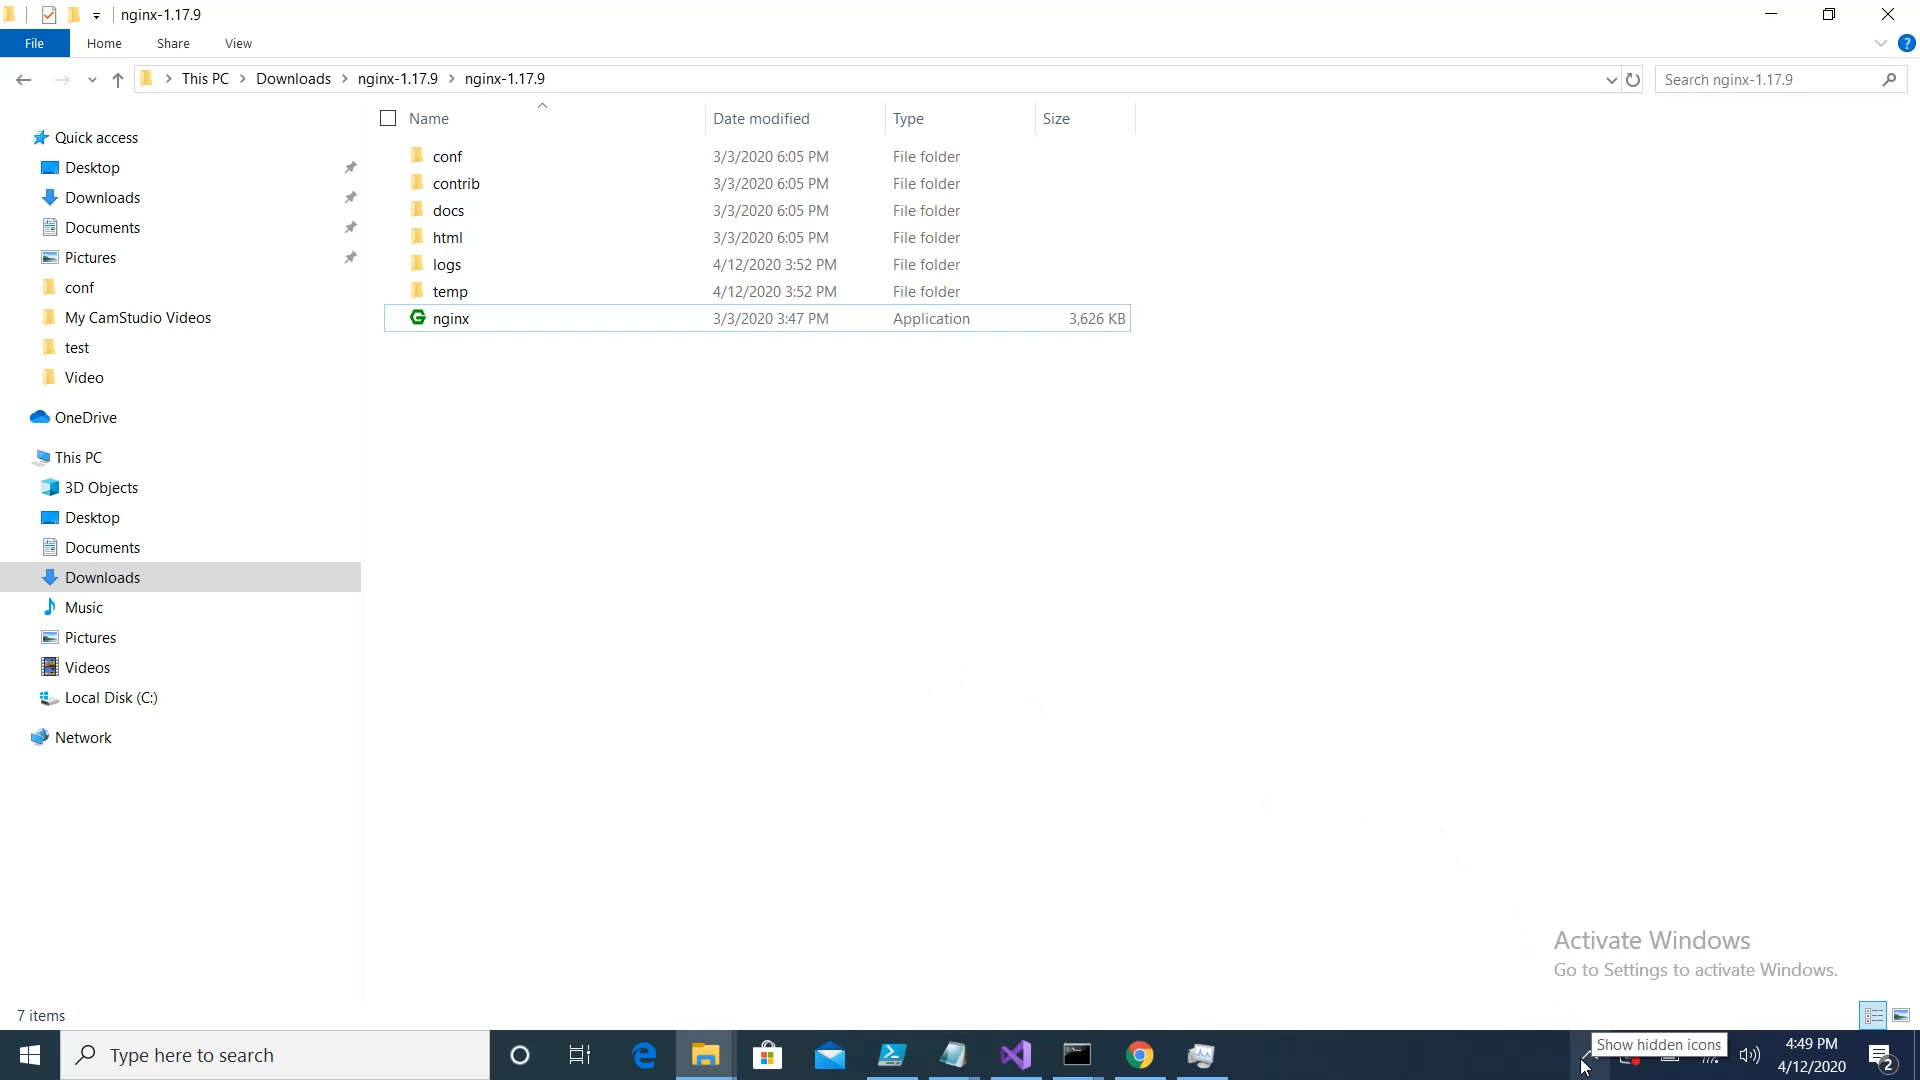 nginx-1.17.9
File Home Share View
This PC Downloads nginx-1.17.9 nginx-1.17.9
Search nginx-1.17.9
Name Date modified Type Size
conf 3/3/2020 6:05 PM File folder
contrib 3/3/2020 6:05 PM File folder
docs 3/3/2020 6:05 PM File folder
html 3/3/2020 6:05 PM File folder
logs 4/12/2020 3:52 PM File folder
temp 4/12/2020 3:52 PM File folder
nginx 3/3/2020 3:47 PM Application 3,626 KB
Quick access
Desktop
Downloads
Documents
Pictures
conf
My CamStudio Videos
test
Video
OneDrive
This PC
3D Objects
Desktop
Documents
Downloads
Music
Pictures
Videos
Local Disk (C:)
Network
Activate Windows
Go to Settings to activate Windows.
7 items
Type here to search
Show hidden icons
4:49 PM
4/12/2020
2